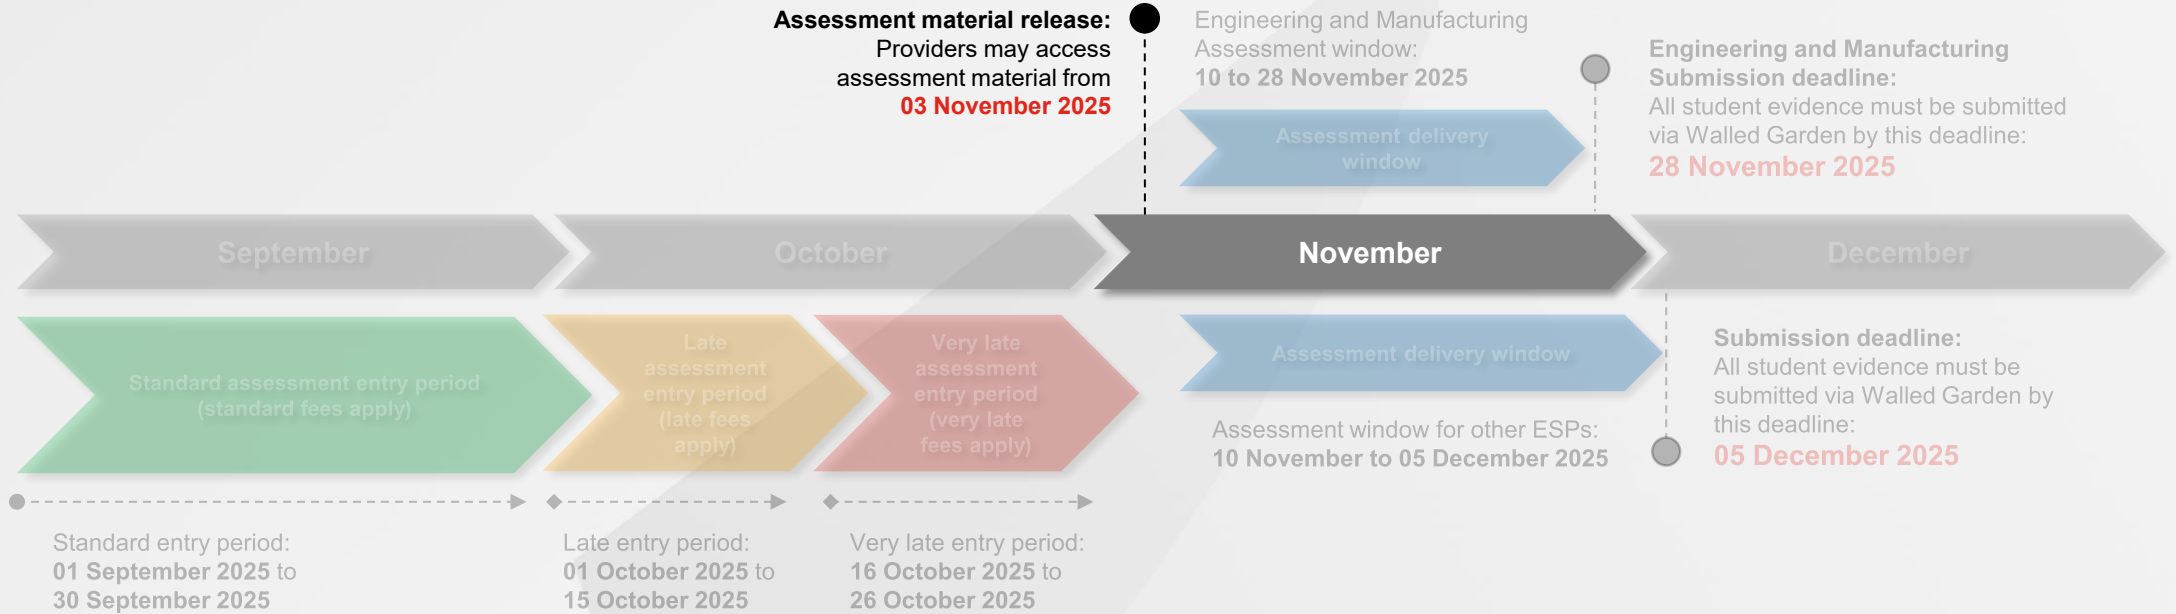 Assessment material release:
Providers may access
assessment material from
03 November 2025
Engineering and Manufacturing
Assessment window:
10 to 28 November 2025
Engineering and Manufacturing
Submission deadline:
All student evidence must be submitted
via Walled Garden by this deadline:
28 November 2025
Assessment delivery
window
September
October
November
December
Standard assessment entry period
(standard fees apply)
Late
assessment
entry period
(late fees
apply)
Very late
assessment
entry period
(very late
fees apply)
Assessment delivery window
Assessment window for other ESPs:
10 November to 05 December 2025
Submission deadline:
All student evidence must be
submitted via Walled Garden by
this deadline:
05 December 2025
Standard entry period:
01 September 2025 to
30 September 2025
Late entry period:
01 October 2025 to
15 October 2025
Very late entry period:
16 October 2025 to
26 October 2025